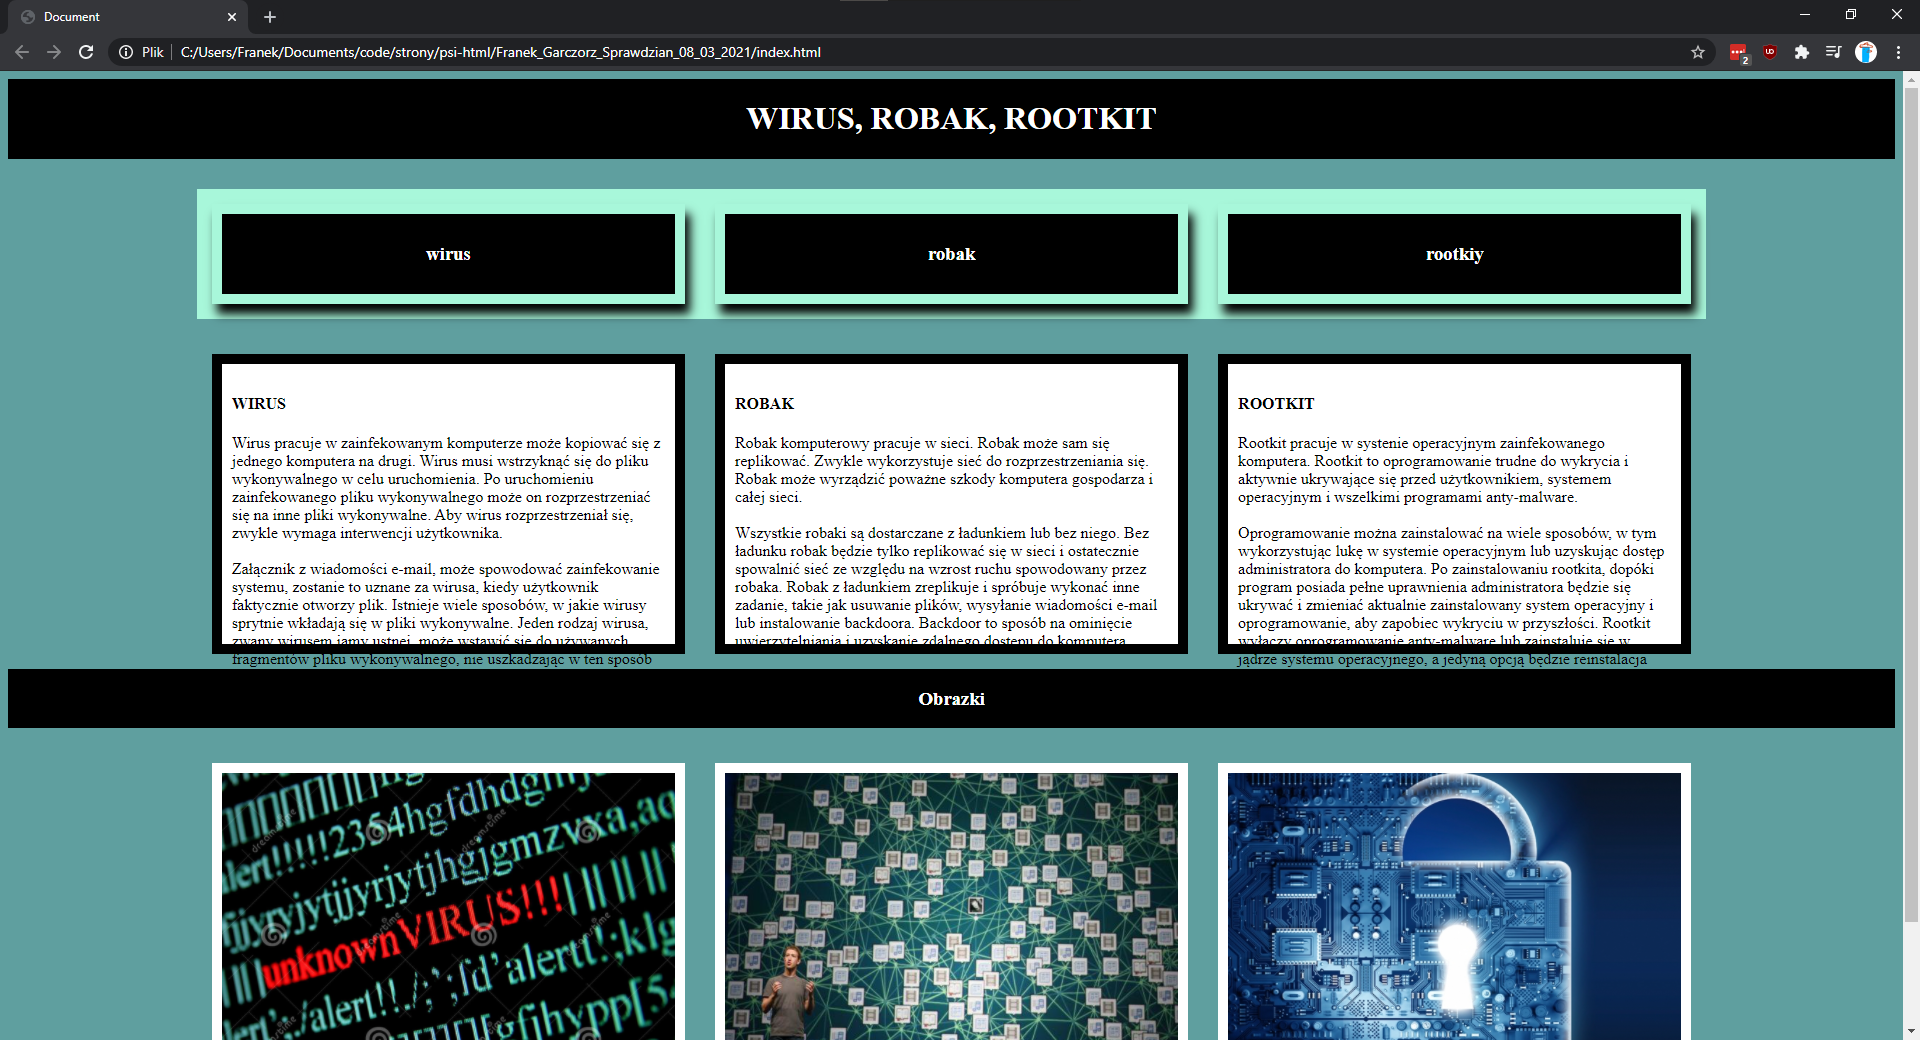 Document
Plik
C:/Users/Franek/Documents/code/strony/psi-html/Franek_Garczorz_Sprawdzian_08_03_2021/index.html
2
WIRUS, ROBAK, ROOTKIT
wirus
robak
rootkiy
WIRUS
Wirus pracuje w zainfekowanym komputerze może kopiować się z
jednego komputera na drugi. Wirus musi wstrzyknąć się do pliku
wykonywalnego w celu uruchomienia. Po uruchomieniu
zainfekowanego pliku wykonywalnego może on rozprzestrzeniać
się na inne pliki wykonywalne. Aby wirus rozprzestrzeniał się,
zwykle wymaga interwencji użytkownika.
Załącznik z wiadomości e-mail, może spowodować zainfekowanie
systemu, zostanie to uznane za wirusa, kiedy użytkownik
faktycznie otworzy plik. Istnieje wiele sposobów, w jakie wirusy
sprytnie wkładają się w pliki wykonywalne. Jeden rodzaj wirusa,
zwany wirusem jamy ustnej, może wstawić się do używanych
fragmentów pliku wykonywalnego, nie uszkadzając w ten sposób
ROBAK
Robak komputerowy pracuje w sieci. Robak może sam się
replikować. Zwykle wykorzystuje sieć do rozprzestrzeniania się.
Robak może wyrządzić poważne szkody komputera gospodarza i
całej sieci.
Wszystkie robaki są dostarczane z ładunkiem lub bez niego. Bez
ładunku robak będzie tylko replikować się w sieci i ostatecznie
spowalnić sieć ze względu na wzrost ruchu spowodowany przez
robaka. Robak z ładunkiem zreplikuje i spróbuje wykonać inne
zadanie, takie jak usuwanie plików, wysyłanie wiadomości e-mail
lub instalowanie backdoora. Backdoor to sposób na ominięcie
uwierzytelniania i uzyskanie zdalnego dostępu do komputera.
ROOTKIT
Rootkit pracuje w systenie operacyjnym zainfekowanego
komputera. Rootkit to oprogramowanie trudne do wykrycia i
aktywnie ukrywające się przed użytkownikiem, systemem
operacyjnym i wszelkimi programami anty-malware.
Oprogramowanie można zainstalować na wiele sposobów, w tym
wykorzystując lukę w systemie operacyjnym lub uzyskując dostęp
administratora do komputera. Po zainstalowaniu rootkita, dopóki
program posiada pełne uprawnienia administratora będzie się
ukrywać i zmieniać aktualnie zainstalowany system operacyjny i
oprogramowanie, aby zapobiec wykryciu w przyszłości. Rootkit
wyłączy oprogramowanie anty-malware lub zainstaluje się w
jądrze systemu operacyjnego, a jedyną opcją będzie reinstalacja
Obrazki
!!!!!2354hgfdhdgfhfj
alert!!!!!
unknownVIRUS!!!